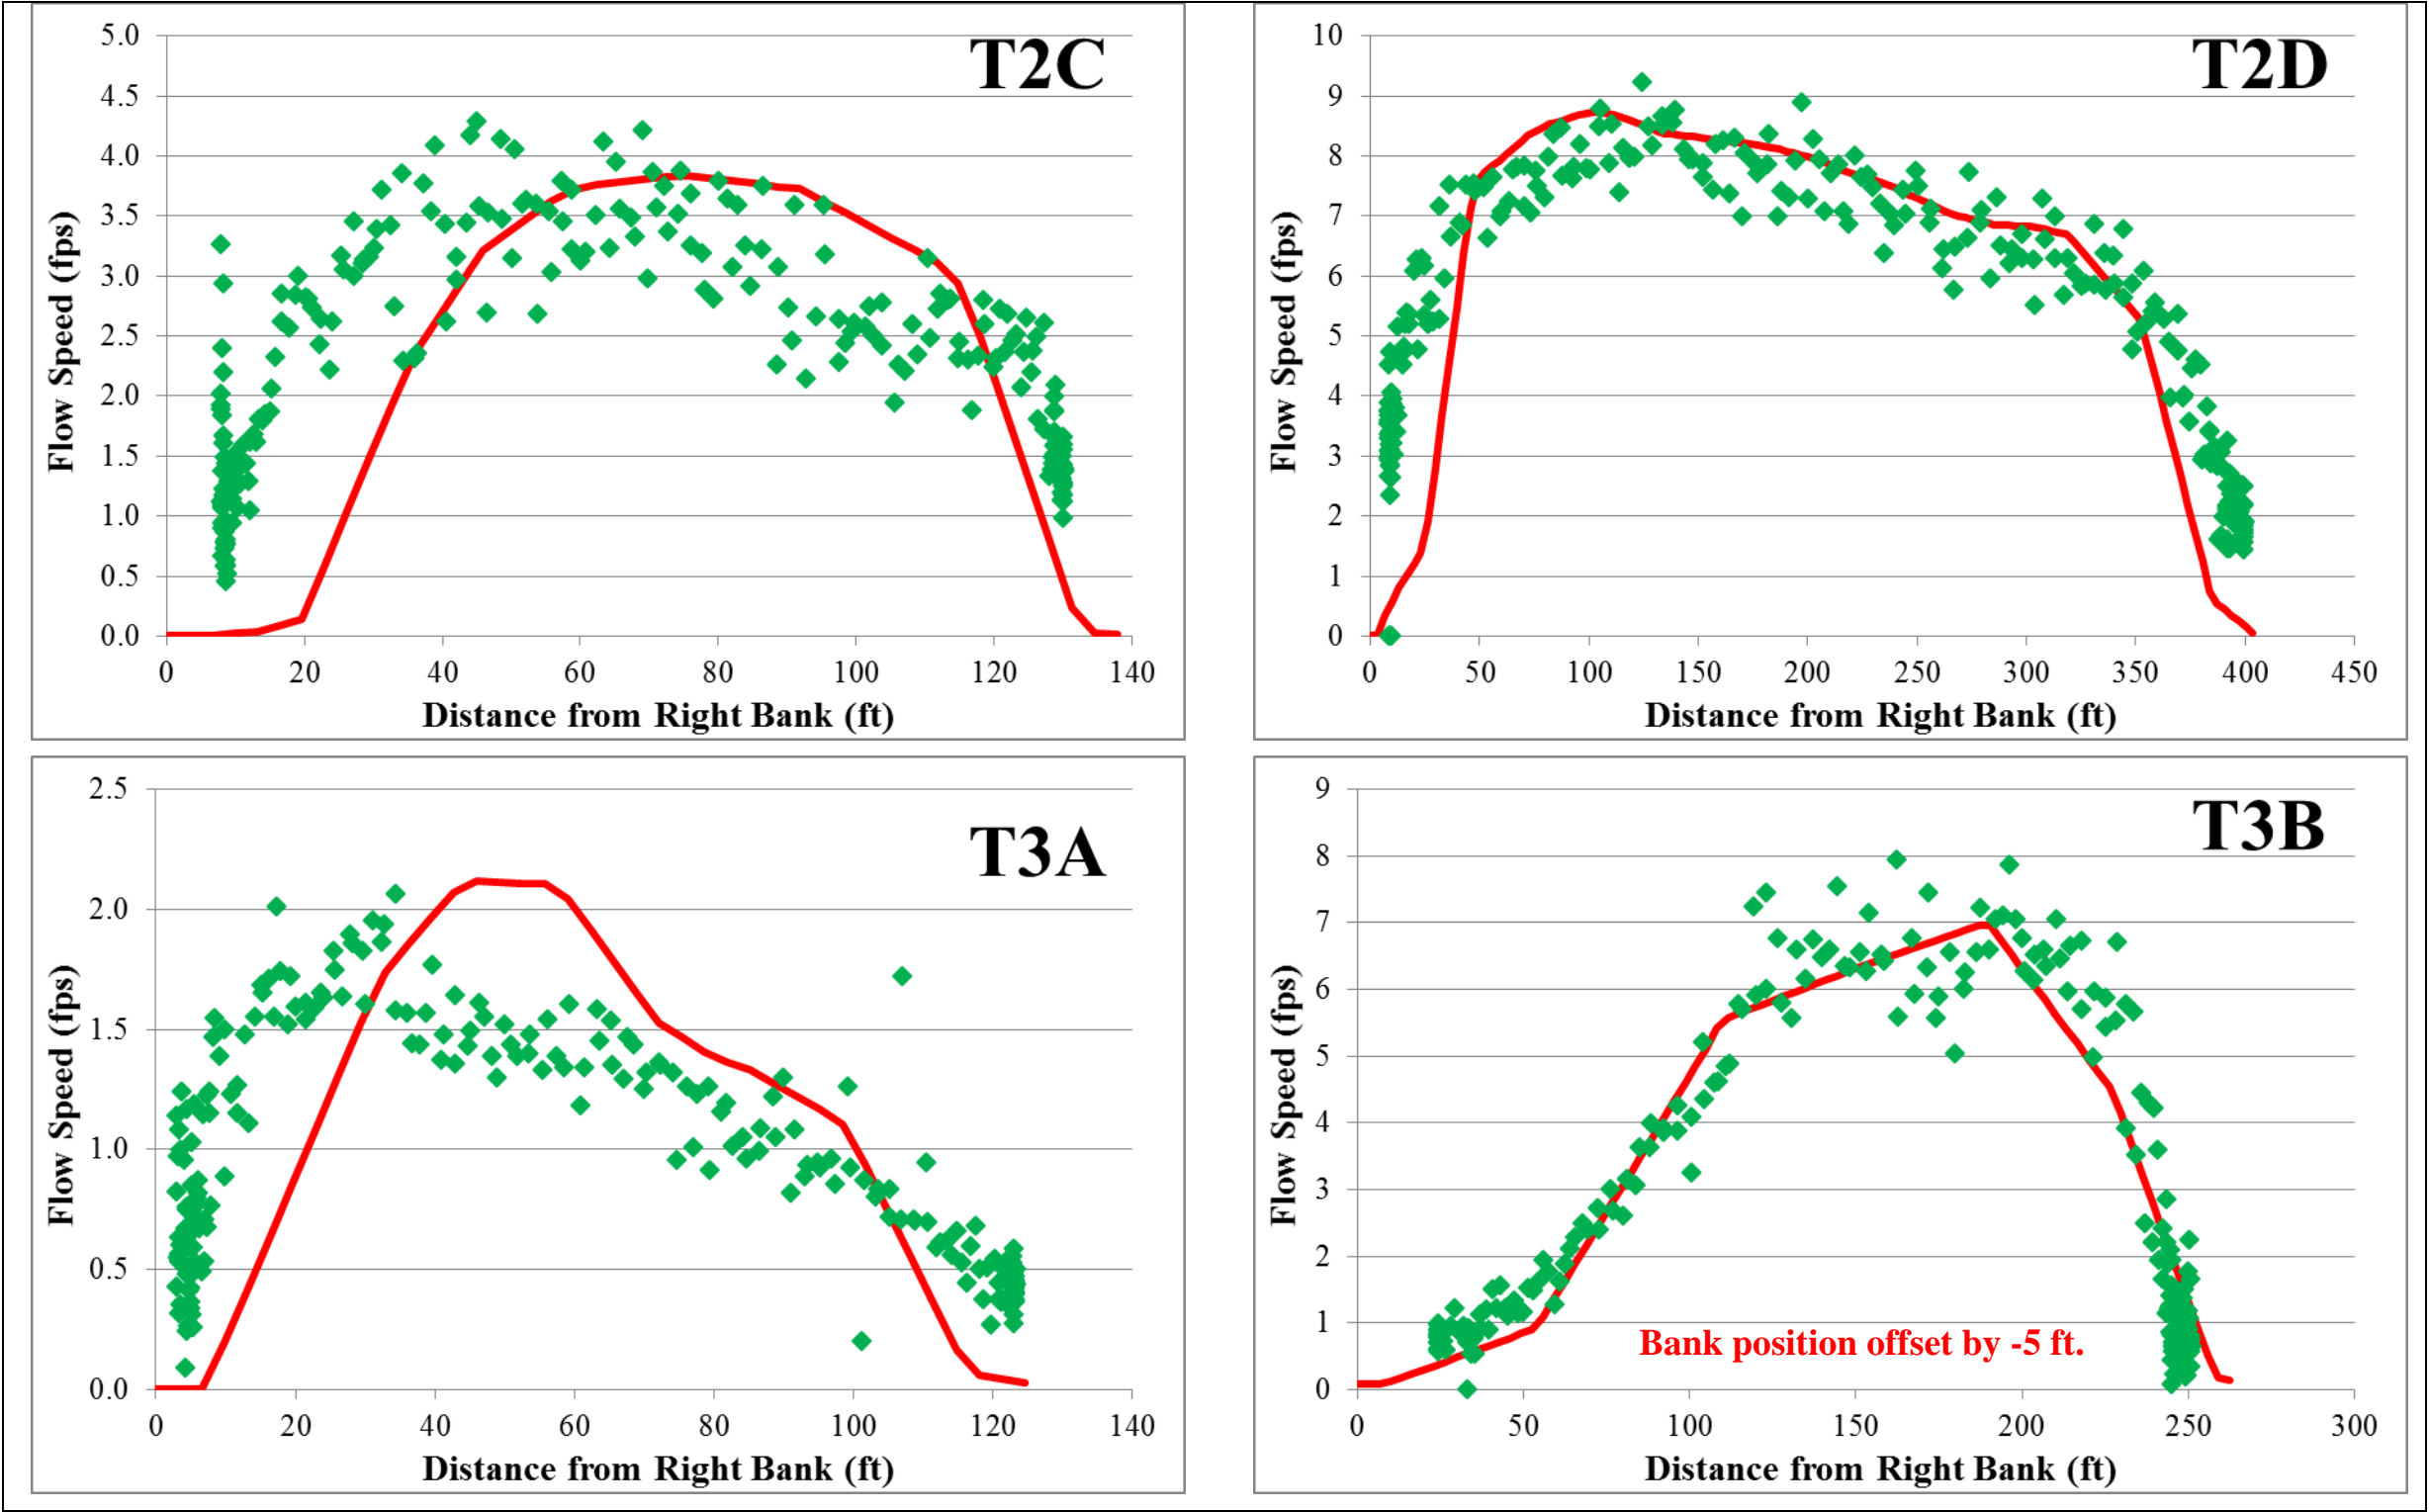 T2C
5.0
4.5
4.0
3.5
3.0
2.5
2.0
1.5
1.0
0.5
0.0
Flow Speed (fps)
0 20 40 60 80 100 120 140
Distance from Right Bank (ft)
T2D
10
9
8
7
6
5
4
3
2
1
0
Flow Speed (fps)
0 50 100 150 200 250 300 350 400 450
Distance from Right Bank (ft)
T3A
2.5
2.0
1.5
1.0
0.5
0.0
Flow Speed (fps)
0 20 40 60 80 100 120 140
Distance from Right Bank (ft)
T3B
9
8
7
6
5
4
3
2
1
0
Flow Speed (fps)
Bank position offset by -5 ft.
0 50 100 150 200 250 300
Distance from Right Bank (ft)